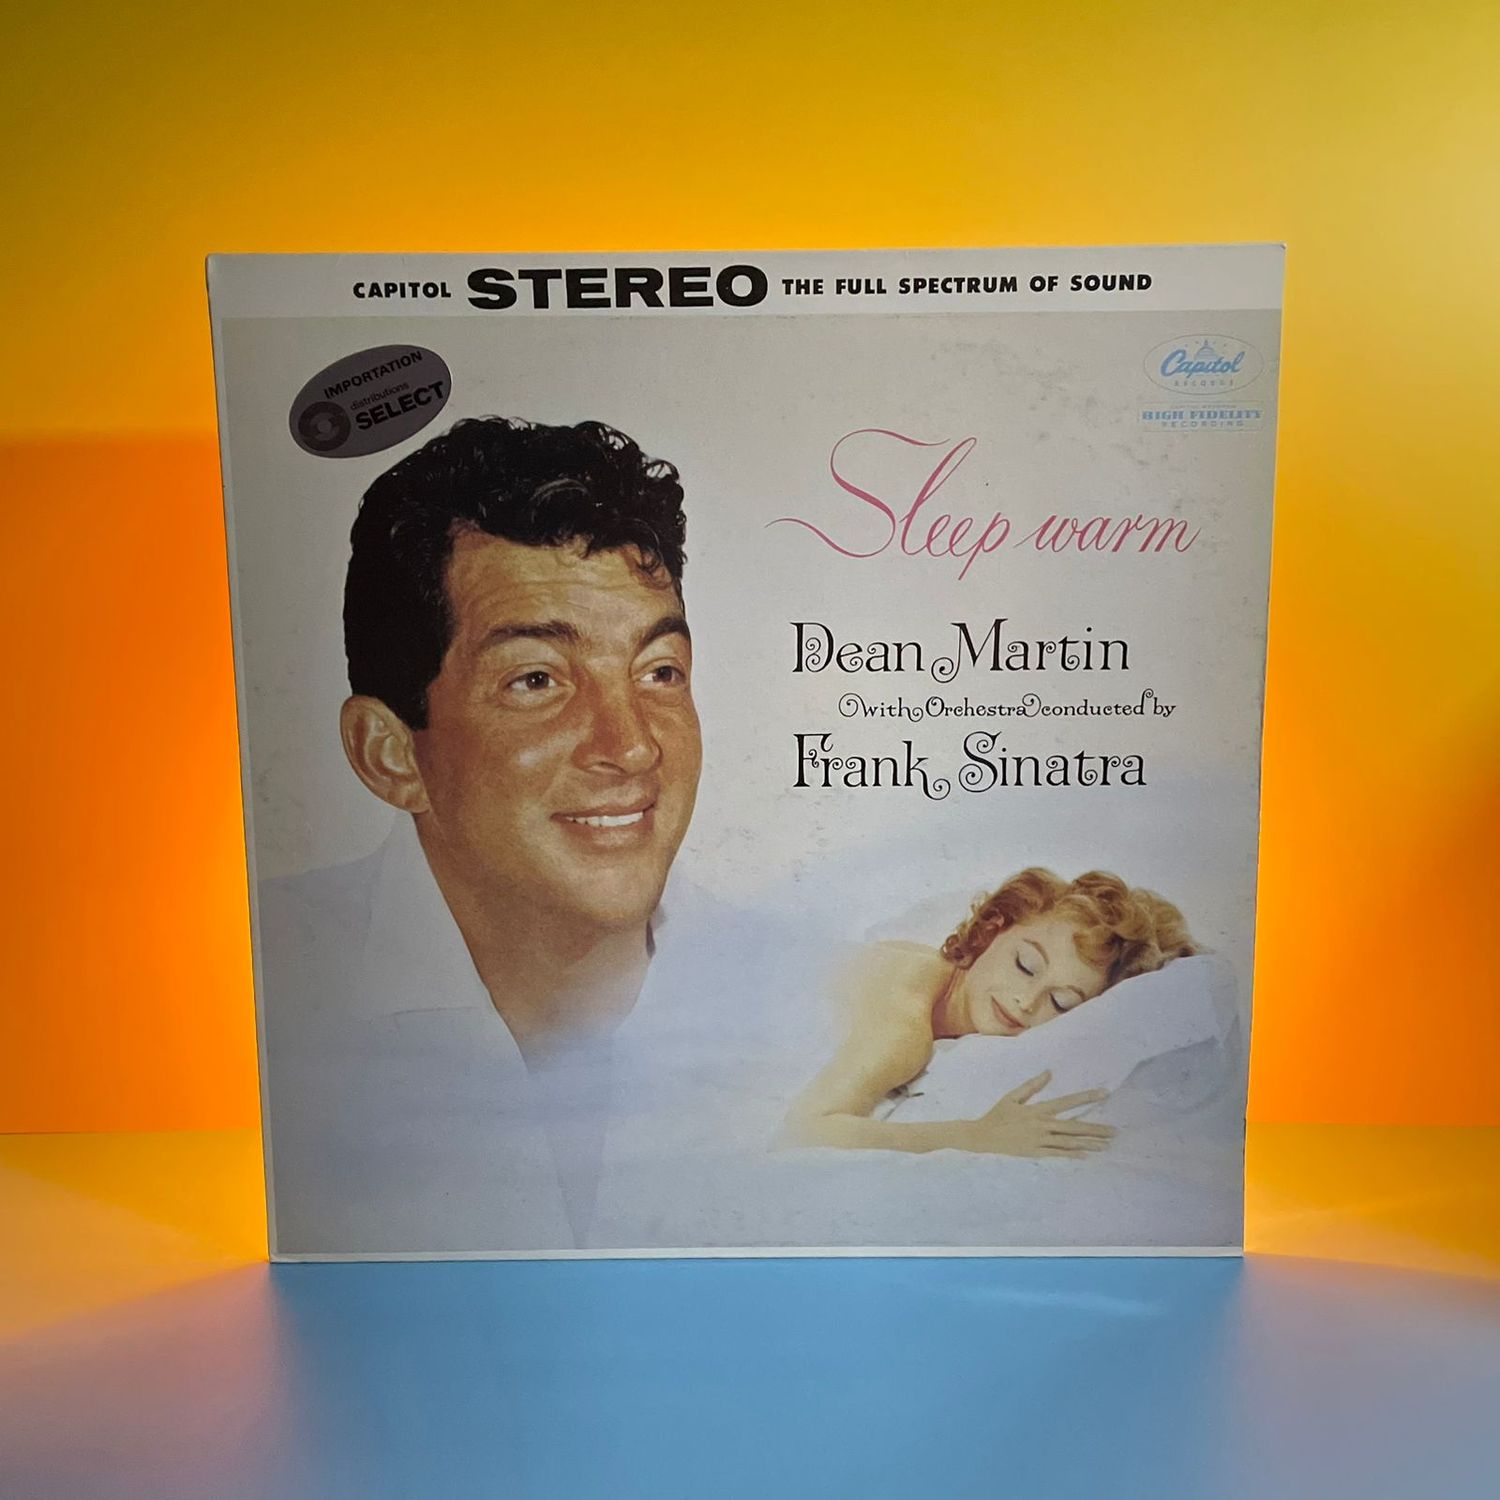 CAPITOL STEREO THE FULL SPECTRUM OF SOUND
IMPORTATION
distributions
SELECT
Capitol
RECORDS
HIGH FIDELITY
RECORDING
Sleep warm
Dean Martin
with Orchestra conducted by
Frank Sinatra